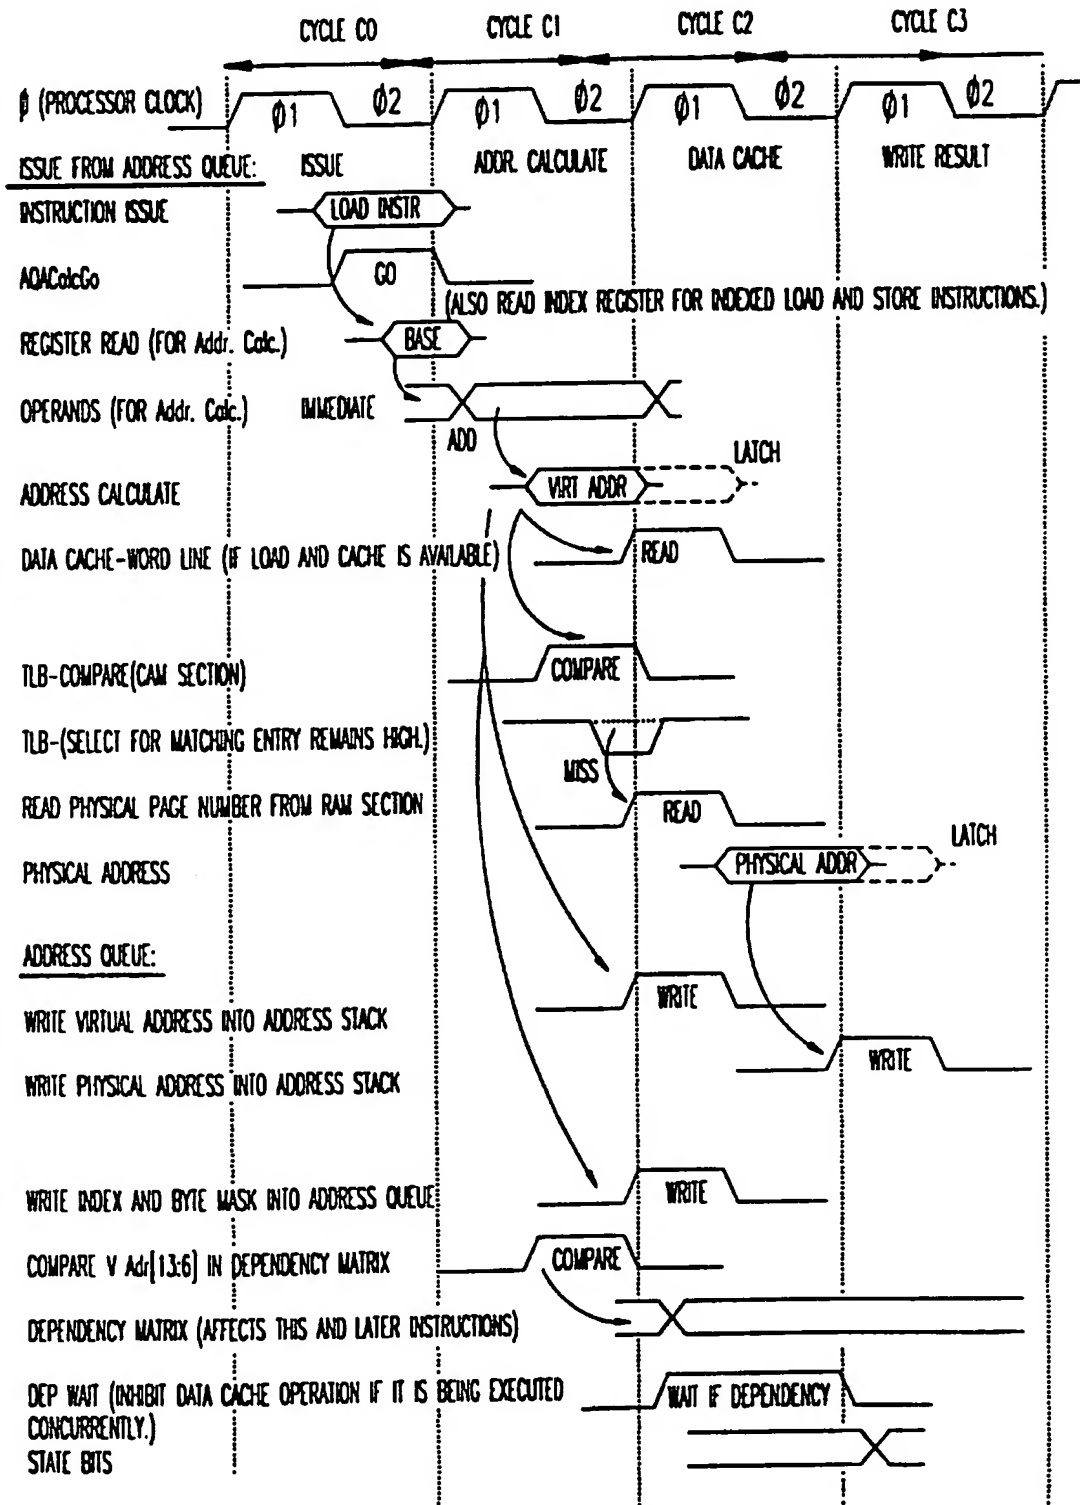 CYCLE C0 CYCLE C1 CYCLE C2 CYCLE C3
ϕ (PROCESSOR CLOCK) ϕ1 ϕ2 ϕ1 ϕ2 ϕ1 ϕ2 ϕ1 ϕ2
ISSUE FROM ADDRESS QUEUE: ISSUE ADDR. CALCULATE DATA CACHE WRITE RESULT
INSTRUCTION ISSUE LOAD INSTR
AQACalcGo GO
(ALSO READ INDEX REGISTER FOR INDEXED LOAD AND STORE INSTRUCTIONS.)
REGISTER READ (FOR Addr. Calc.) BASE
OPERANDS (FOR Addr. Calc.) IMMEDIATE
ADD
LATCH
ADDRESS CALCULATE VIRT ADDR
DATA CACHE-WORD LINE (IF LOAD AND CACHE IS AVAILABLE) READ
TLB-COMPARE(CAM SECTION) COMPARE
TLB-(SELECT FOR MATCHING ENTRY REMAINS HIGH.)
MISS
READ PHYSICAL PAGE NUMBER FROM RAM SECTION READ
LATCH
PHYSICAL ADDRESS PHYSICAL ADDR
ADDRESS QUEUE:
WRITE VIRTUAL ADDRESS INTO ADDRESS STACK WRITE
WRITE PHYSICAL ADDRESS INTO ADDRESS STACK WRITE
WRITE INDEX AND BYTE MASK INTO ADDRESS QUEUE WRITE
COMPARE V Adr[13:6] IN DEPENDENCY MATRIX COMPARE
DEPENDENCY MATRIX (AFFECTS THIS AND LATER INSTRUCTIONS)
DEP WAIT (INHIBIT DATA CACHE OPERATION IF IT IS BEING EXECUTED WAIT IF DEPENDENCY
CONCURRENTLY.)
STATE BITS